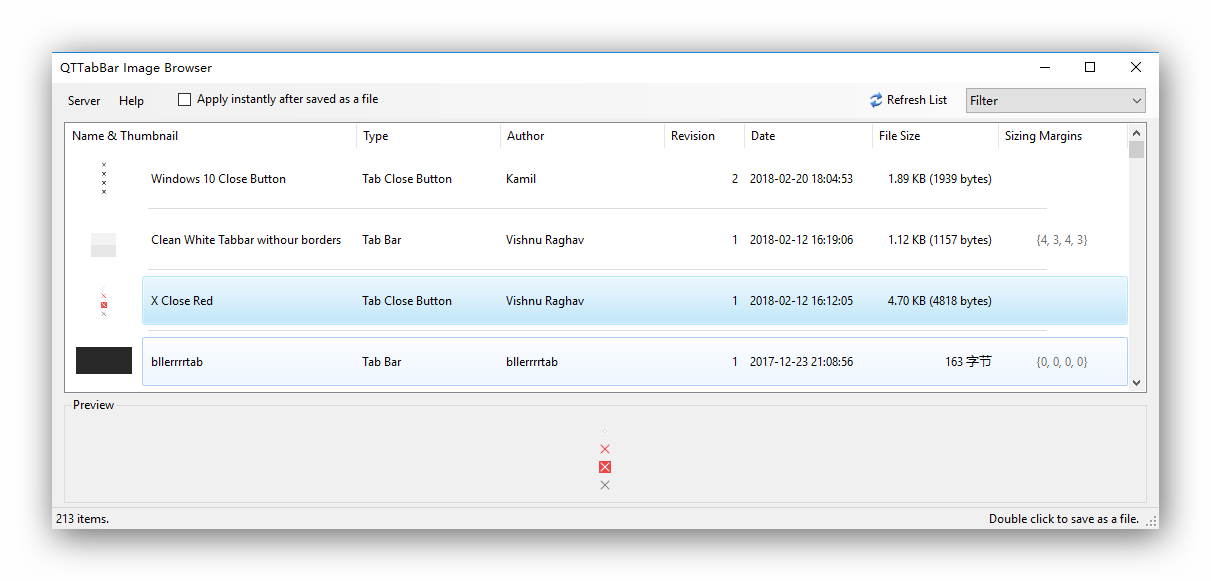 QTTabBar Image Browser
Server Help Apply instantly after saved as a file Refresh List Filter
Name & Thumbnail Type Author Revision Date File Size Sizing Margins
Windows 10 Close Button Tab Close Button Kamil 2 2018-02-20 18:04:53 1.89 KB (1939 bytes)
Clean White Tabbar withour borders Tab Bar Vishnu Raghav 1 2018-02-12 16:19:06 1.12 KB (1157 bytes) {4, 3, 4, 3}
X Close Red Tab Close Button Vishnu Raghav 1 2018-02-12 16:12:05 4.70 KB (4818 bytes)
bllerrrrtab Tab Bar bllerrrrtab 1 2017-12-23 21:08:56 163 字节 {0, 0, 0, 0}
Preview
213 items. Double click to save as a file.